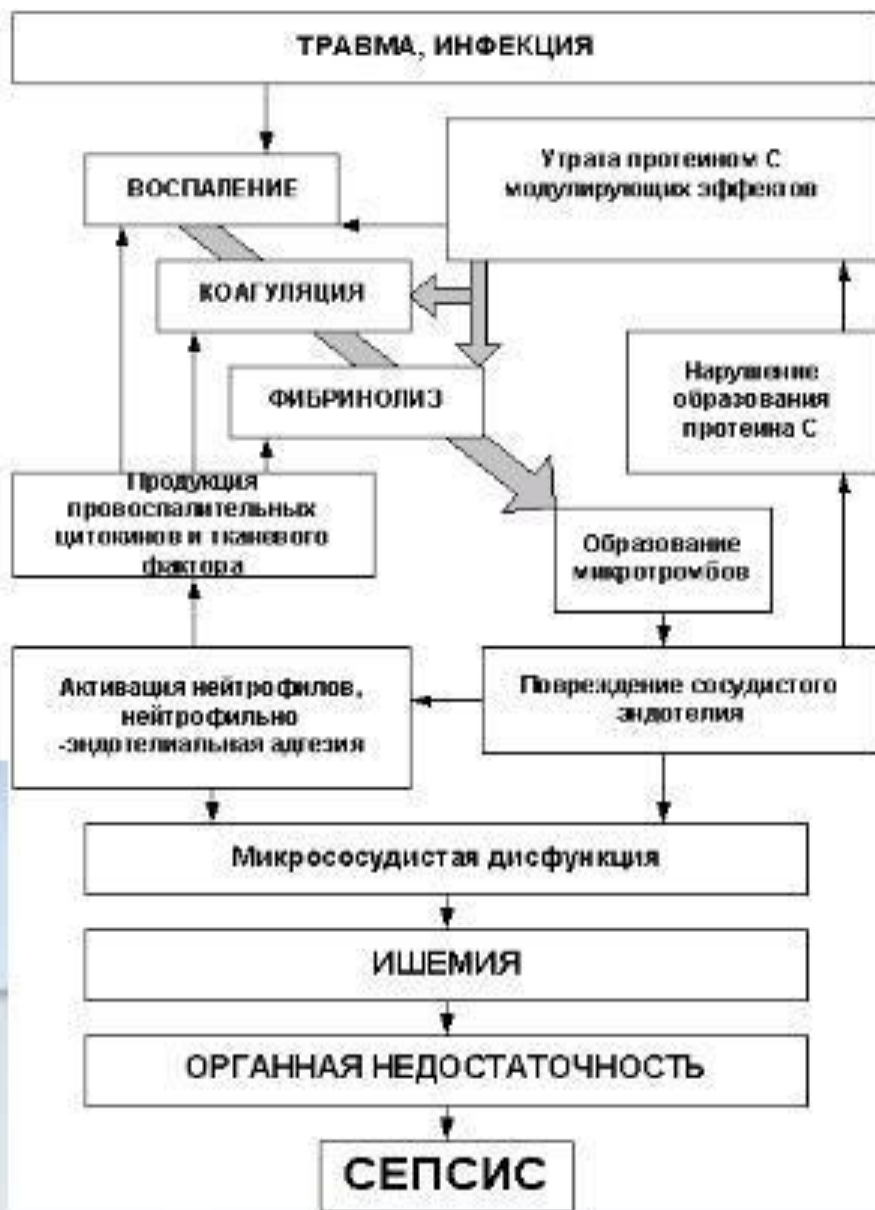 ТРАВМА, ИНФЕКЦИЯ
Утрата протеином С
модулирующих эффектов
ВОСПАЛЕНИЕ
КОАГУЛЯЦИЯ
ФИБРИНОЛИЗ
Нарушение
образования
протеина С
Продукция
провоспалительных
цитокинов и тканевого
фактора
Образование
микротромбов
Активация нейтрофилов,
нейтрофильно
-эндотелиальная адгезия
Повреждение сосудистого
эндотелия
Микрососудистая дисфункция
ИШЕМИЯ
ОРГАННАЯ НЕДОСТАТОЧНОСТЬ
СЕПСИС